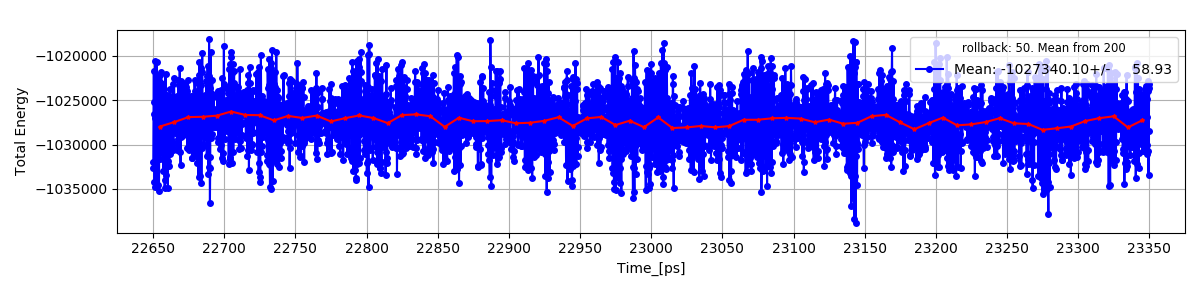 rollback: 50. Mean from 200
Mean: -1027340.10+/- 58.93
Total Energy
−1020000
−1025000
−1030000
−1035000
22650 22700 22750 22800 22850 22900 22950 23000 23050 23100 23150 23200 23250 23300 23350
Time_[ps]